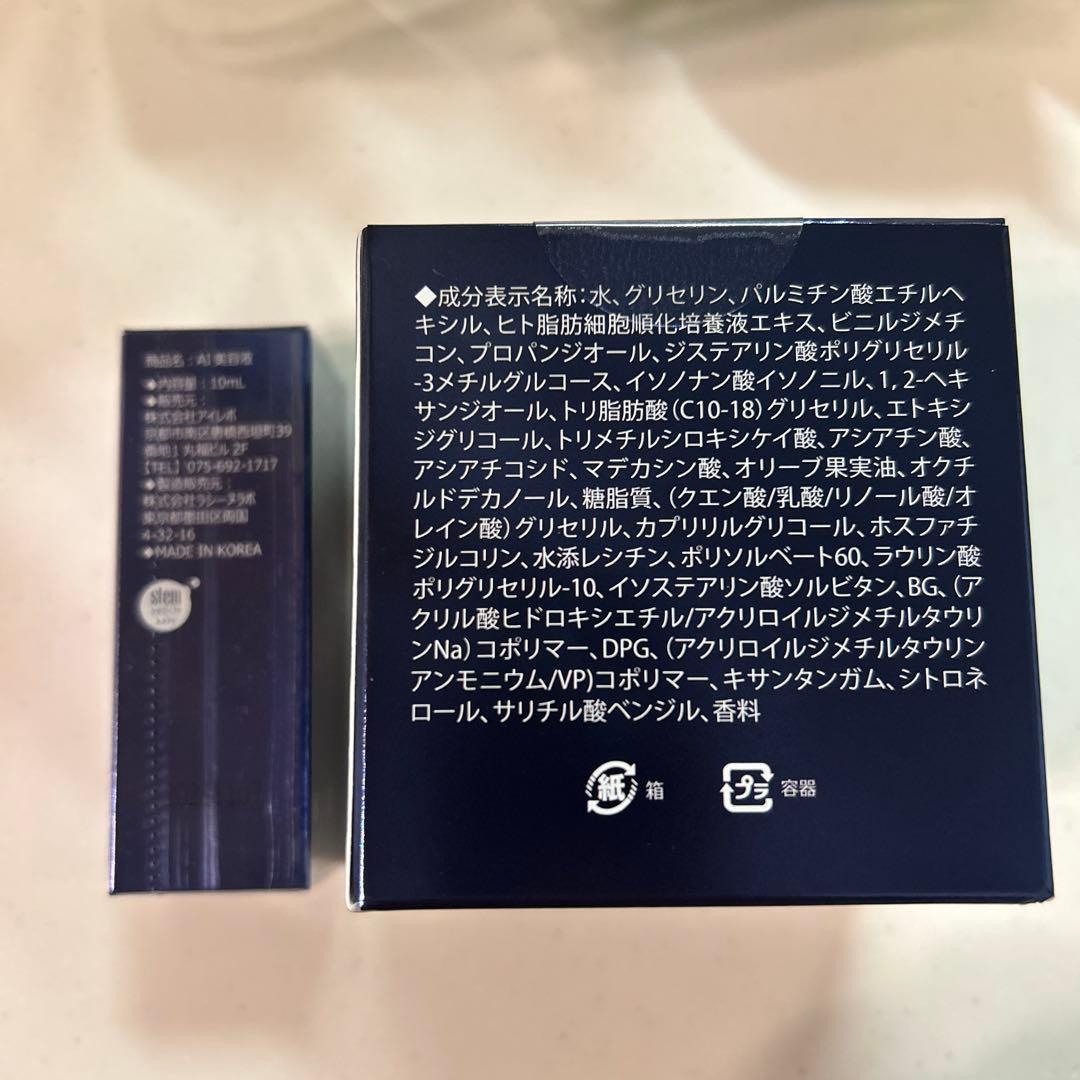 商品名：AI 美容液
◆内容量：10mL
◆販売元：
株式会社アイレボ
京都市南区唐橋西垣町39
番地1 丸福ビル 2F
【TEL】075-692-1717
◆製造販売元：
株式会社ラシーヌラボ
東京都墨田区両国
4-32-16
◆MADE IN KOREA
stem
◆成分表示名称：水、グリセリン、パルミチン酸エチルヘ
キシル、ヒト脂肪細胞順化培養液エキス、ビニルジメチ
コン、プロパンジオール、ジステアリン酸ポリグリセリル
-3メチルグルコース、イソノナン酸イソノニル、1，2-ヘキ
サンジオール、トリ脂肪酸（C10-18）グリセリル、エトキシ
ジグリコール、トリメチルシロキシケイ酸、アシアチン酸、
アシアチコシド、マデカシン酸、オリーブ果実油、オクチ
ルドデカノール、糖脂質、（クエン酸/乳酸/リノール酸/オ
レイン酸）グリセリル、カプリリルグリコール、ホスファチ
ジルコリン、水添レシチン、ポリソルベート60、ラウリン酸
ポリグリセリル-10、イソステアリン酸ソルビタン、BG、（ア
クリル酸ヒドロキシエチル/アクリロイルジメチルタウリ
ンNa）コポリマー、DPG、（アクリロイルジメチルタウリン
アンモニウム/VP)コポリマー、キサンタンガム、シトロネ
ロール、サリチル酸ベンジル、香料
紙 箱 プラ 容器